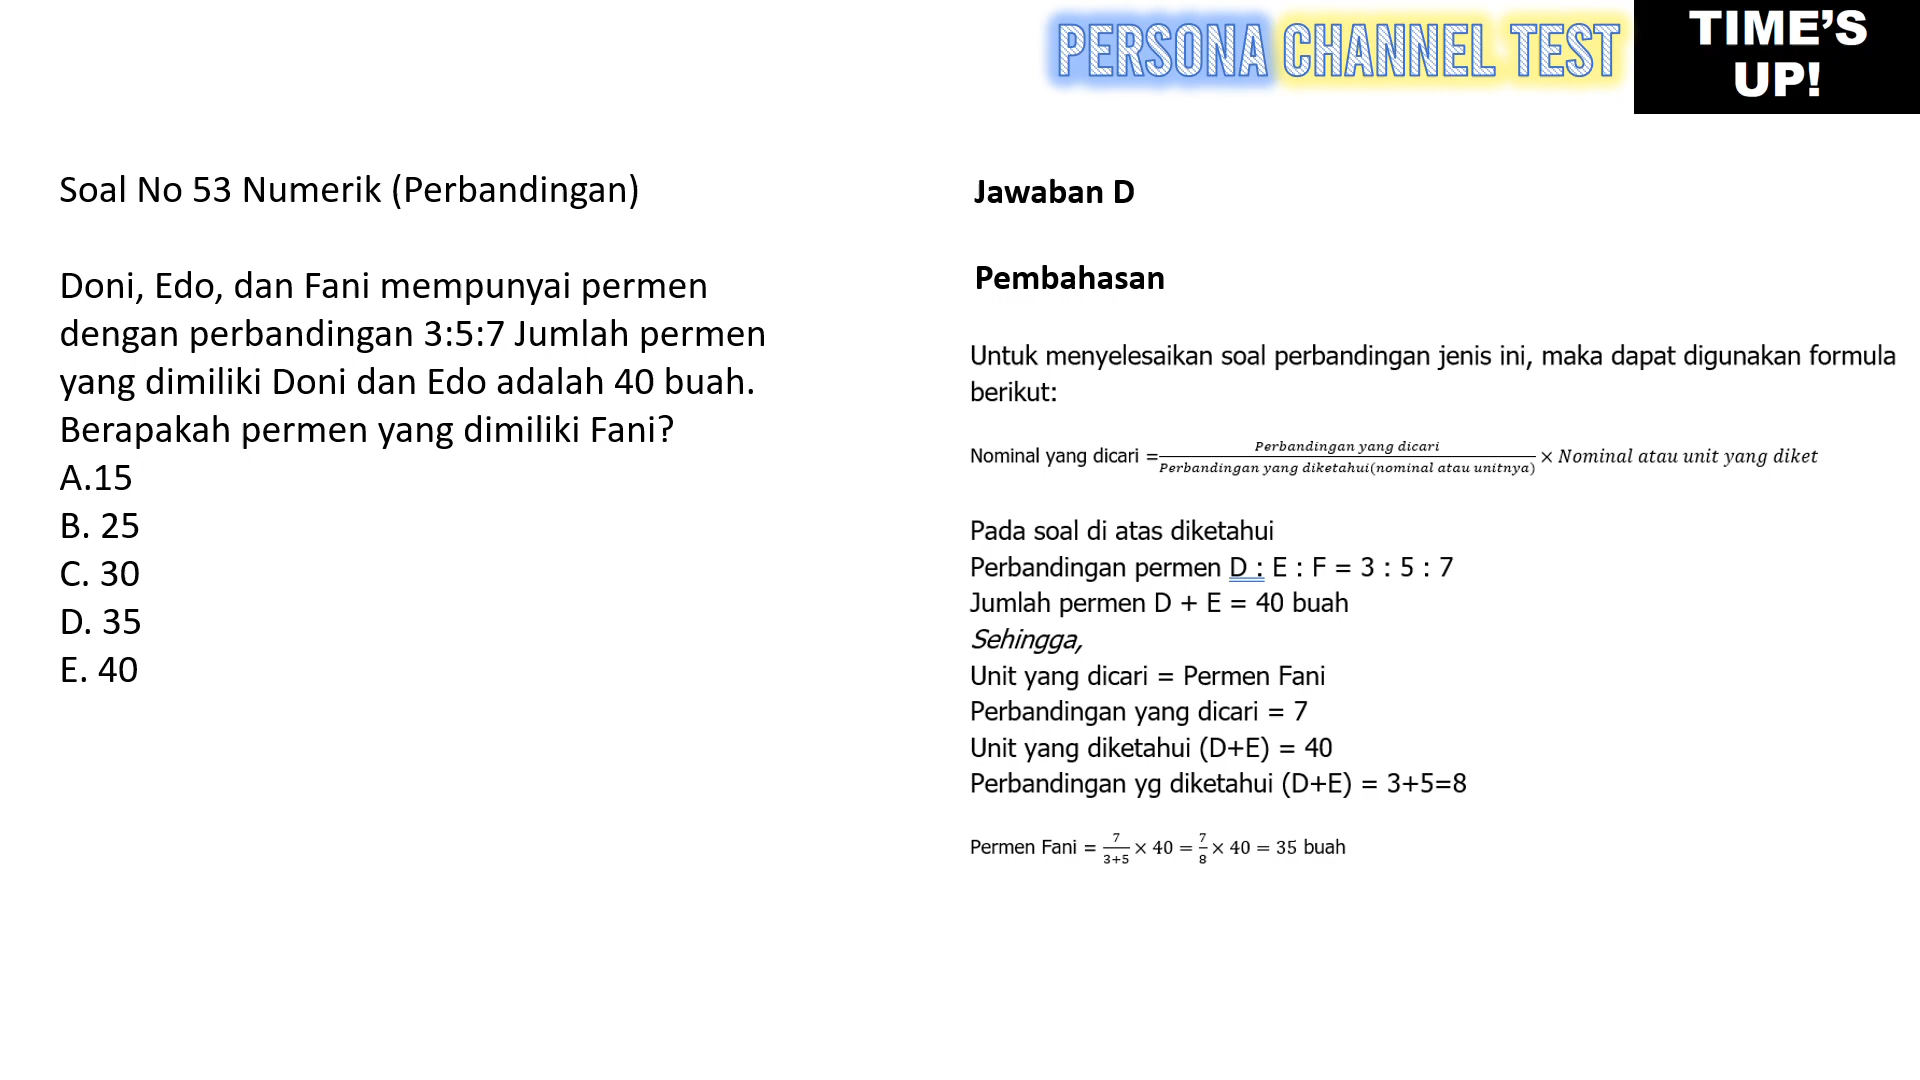 PERSONA CHANNEL TEST
TIME'S
UP!
Soal No 53 Numerik (Perbandingan)
Doni, Edo, dan Fani mempunyai permen
dengan perbandingan 3:5:7 Jumlah permen
yang dimiliki Doni dan Edo adalah 40 buah.
Berapakah permen yang dimiliki Fani?
A.15
B. 25
C. 30
D. 35
E. 40
Jawaban D
Pembahasan
Untuk menyelesaikan soal perbandingan jenis ini, maka dapat digunakan formula
berikut:
Nominal yang dicari = Perbandingan yang dicari / Perbandingan yang diketahui(nominal atau unitnya) × Nominal atau unit yang diket
Pada soal di atas diketahui
Perbandingan permen D : E : F = 3 : 5 : 7
Jumlah permen D + E = 40 buah
Sehingga,
Unit yang dicari = Permen Fani
Perbandingan yang dicari = 7
Unit yang diketahui (D+E) = 40
Perbandingan yg diketahui (D+E) = 3+5=8
Permen Fani = 7/3+5 × 40 = 7/8 × 40 = 35 buah